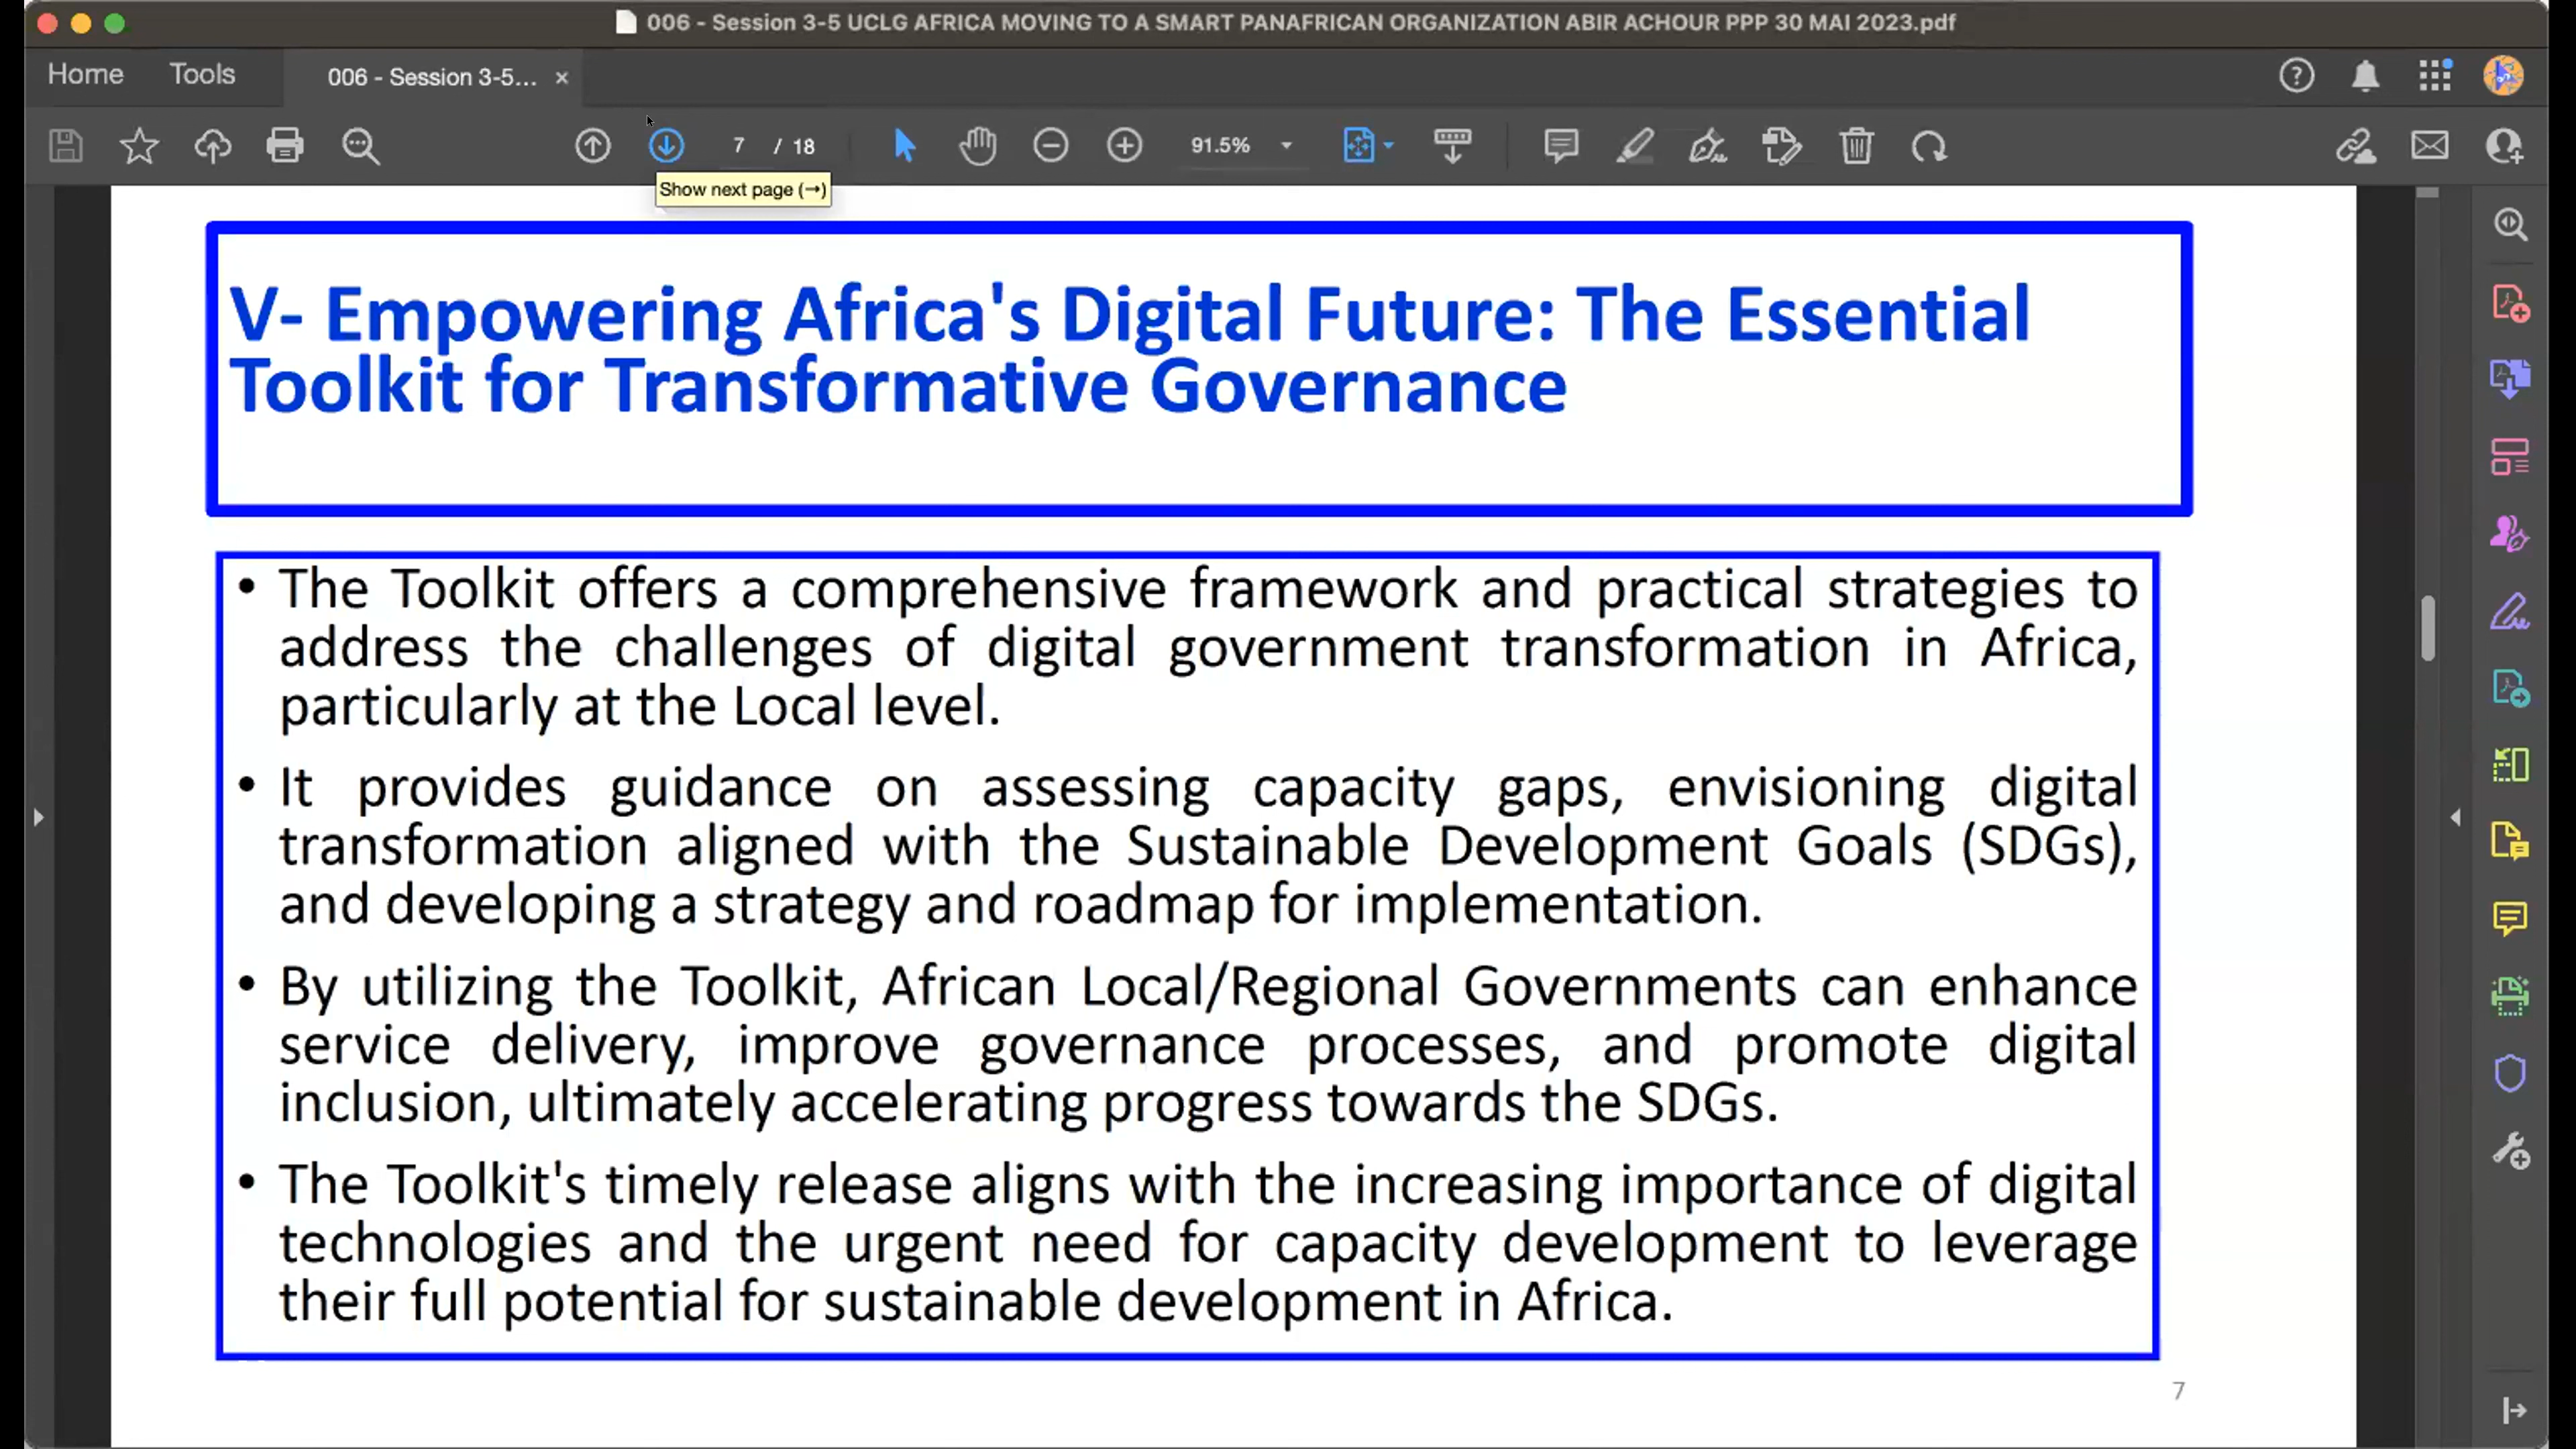 006 - Session 3-5 UCLG AFRICA MOVING TO A SMART PANAFRICAN ORGANIZATION ABIR ACHOUR PPP 30 MAI 2023.pdf
Home Tools 006 - Session 3-5... ×
7 / 18 91.5%
Show next page (→)
V- Empowering Africa's Digital Future: The Essential
Toolkit for Transformative Governance
• The Toolkit offers a comprehensive framework and practical strategies to
address the challenges of digital government transformation in Africa,
particularly at the Local level.
• It provides guidance on assessing capacity gaps, envisioning digital
transformation aligned with the Sustainable Development Goals (SDGs),
and developing a strategy and roadmap for implementation.
• By utilizing the Toolkit, African Local/Regional Governments can enhance
service delivery, improve governance processes, and promote digital
inclusion, ultimately accelerating progress towards the SDGs.
• The Toolkit's timely release aligns with the increasing importance of digital
technologies and the urgent need for capacity development to leverage
their full potential for sustainable development in Africa.
7